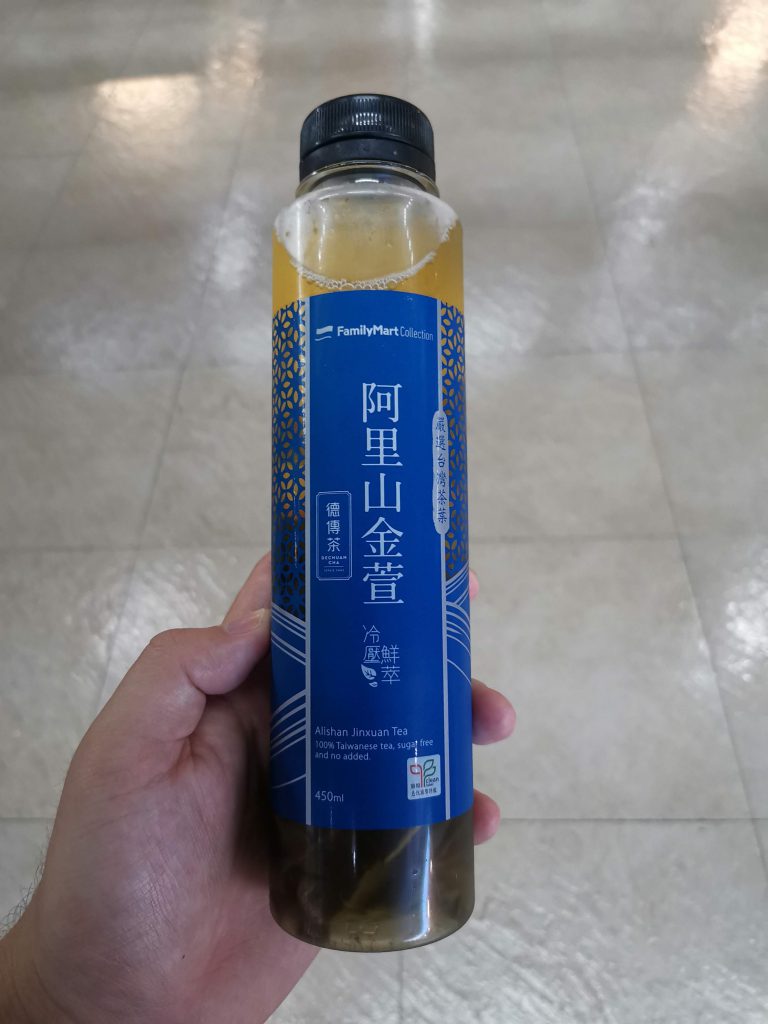 FamilyMart Collection
阿里山金萱
嚴選台灣茶葉
德傳茶
DECHUAN
CHA
冷壓鮮萃
Alishan Jinxuan Tea
100% Taiwanese tea, sugar free
and no added.
450ml
clean